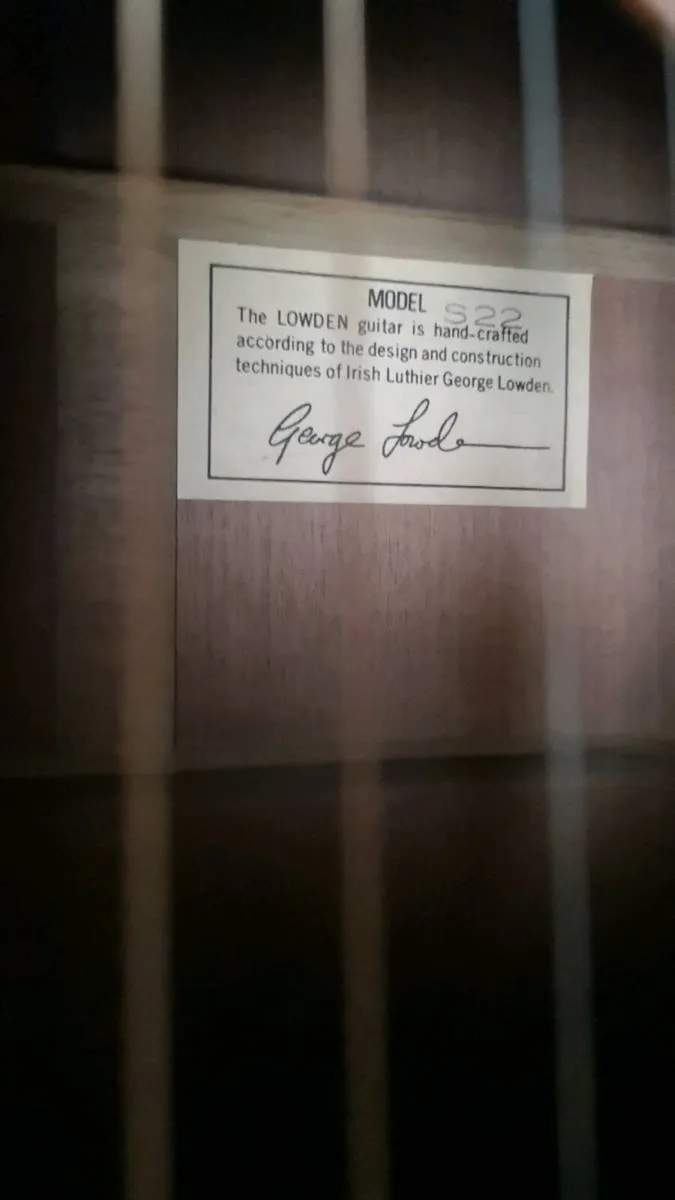 MODEL S22
The LOWDEN guitar is hand-crafted
according to the design and construction
techniques of Irish Luthier George Lowden.
George Lowden